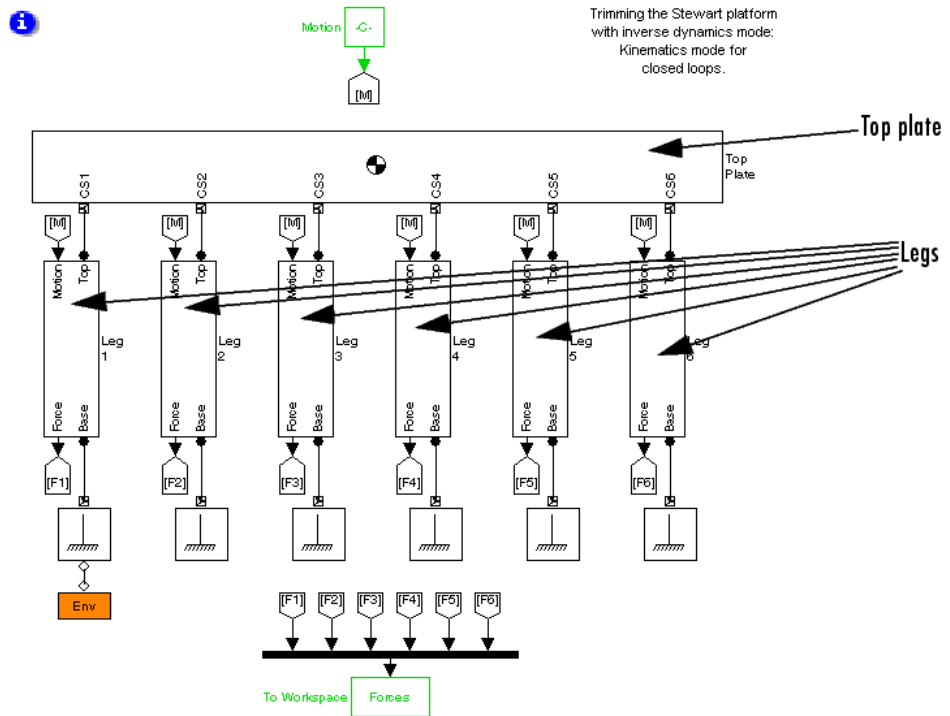 i
Motion
-C-
Trimming the Stewart platform
with inverse dynamics mode:
Kinematics mode for
closed loops.
[M]
Top plate
Top
Plate
CS1 CS2 CS3 CS4 CS5 CS6
[M] [M] [M] [M] [M] [M]
Motion Top Motion Top Motion Top Motion Top Motion Top Motion Top
Legs
Leg Leg Leg Leg Leg Leg
1 2 3 4 5 6
Force Base Force Base Force Base Force Base Force Base Force Base
[F1] [F2] [F3] [F4] [F5] [F6]
Env
[F1] [F2] [F3] [F4] [F5] [F6]
To Workspace
Forces